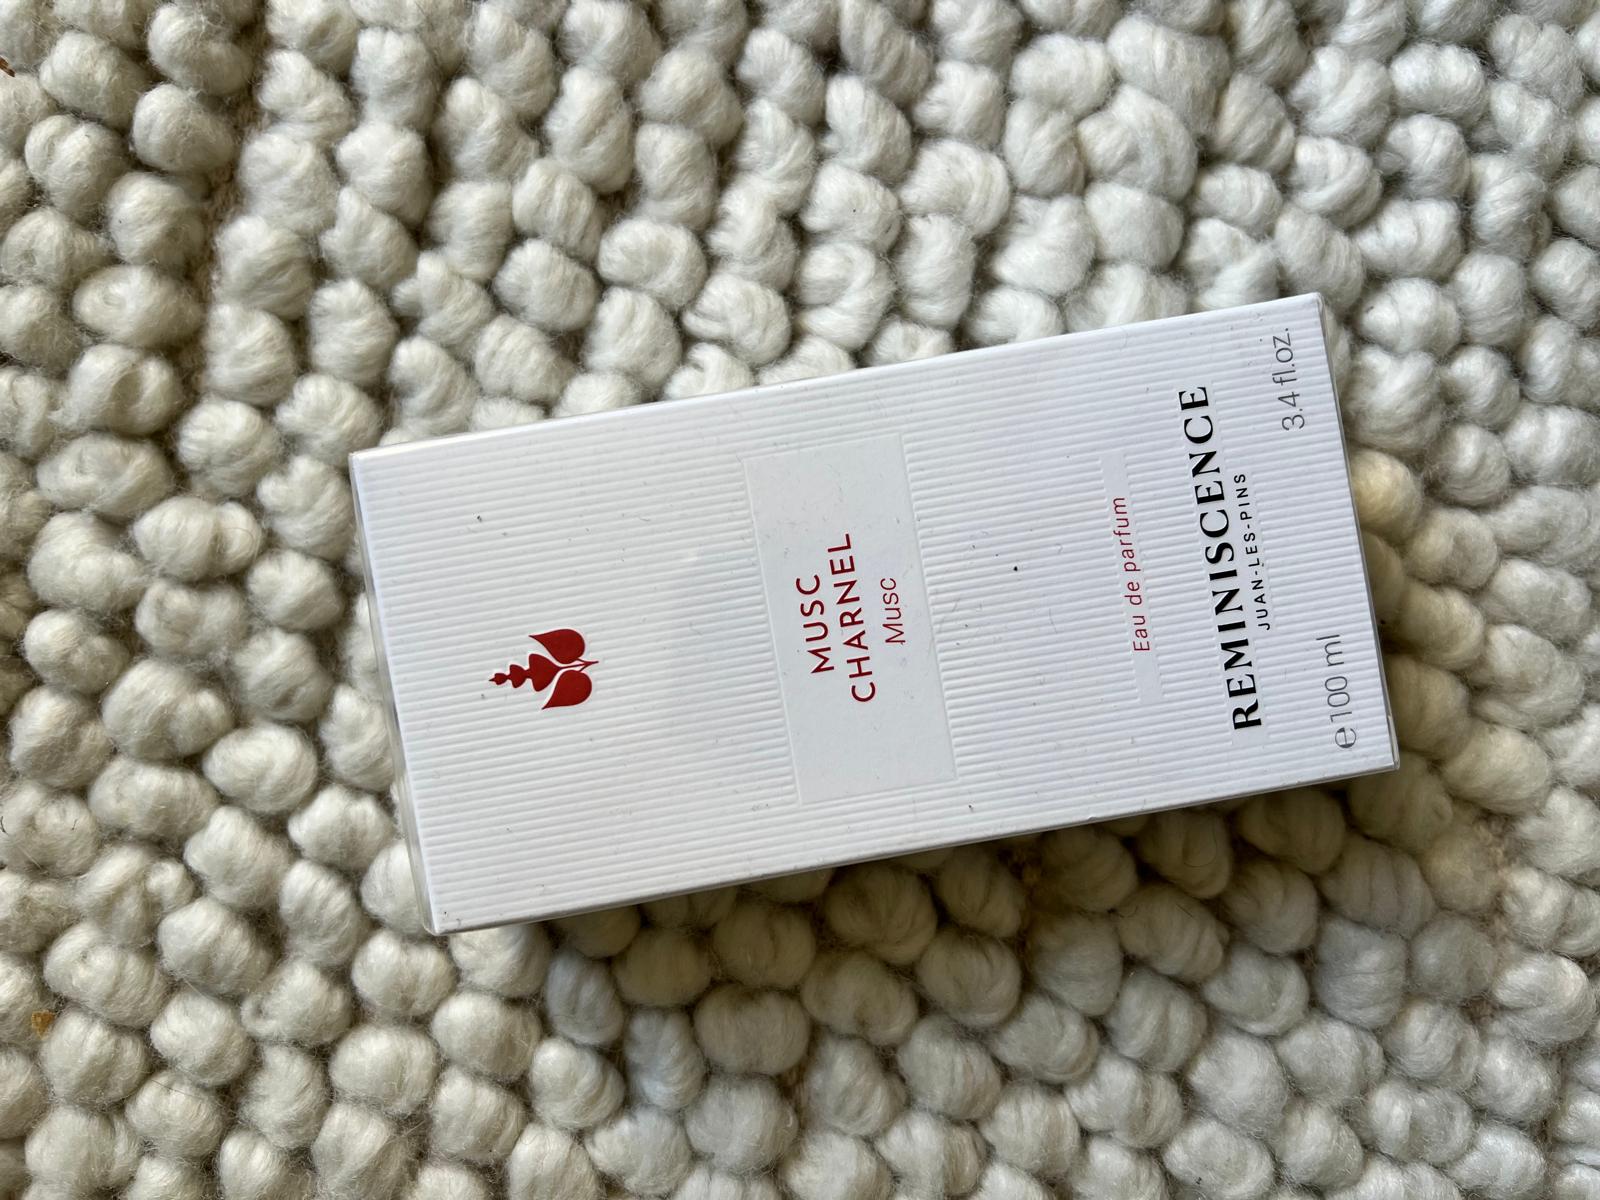 MUSC
CHARNEL
Musc
Eau de parfum
REMINISCENCE
JUAN-LES-PINS
e 100 ml 3.4 fl.oz.